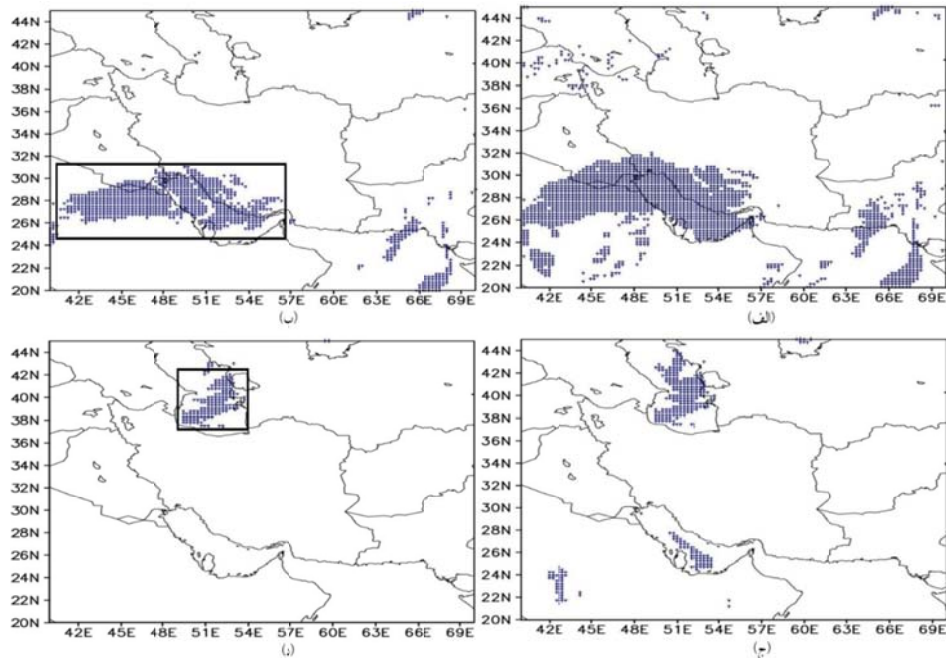 44N
42N
40N
38N
36N
34N
32N
30N
28N
26N
24N
22N
20N
42E 45E 48E 51E 54E 57E 60E 63E 66E 69E
(الف)
44N
42N
40N
38N
36N
34N
32N
30N
28N
26N
24N
22N
20N
42E 45E 48E 51E 54E 57E 60E 63E 66E 69E
(ب)
44N
42N
40N
38N
36N
34N
32N
30N
28N
26N
24N
22N
20N
42E 45E 48E 51E 54E 57E 60E 63E 66E 69E
(ج)
44N
42N
40N
38N
36N
34N
32N
30N
28N
26N
24N
22N
20N
42E 45E 48E 51E 54E 57E 60E 63E 66E 69E
(د)